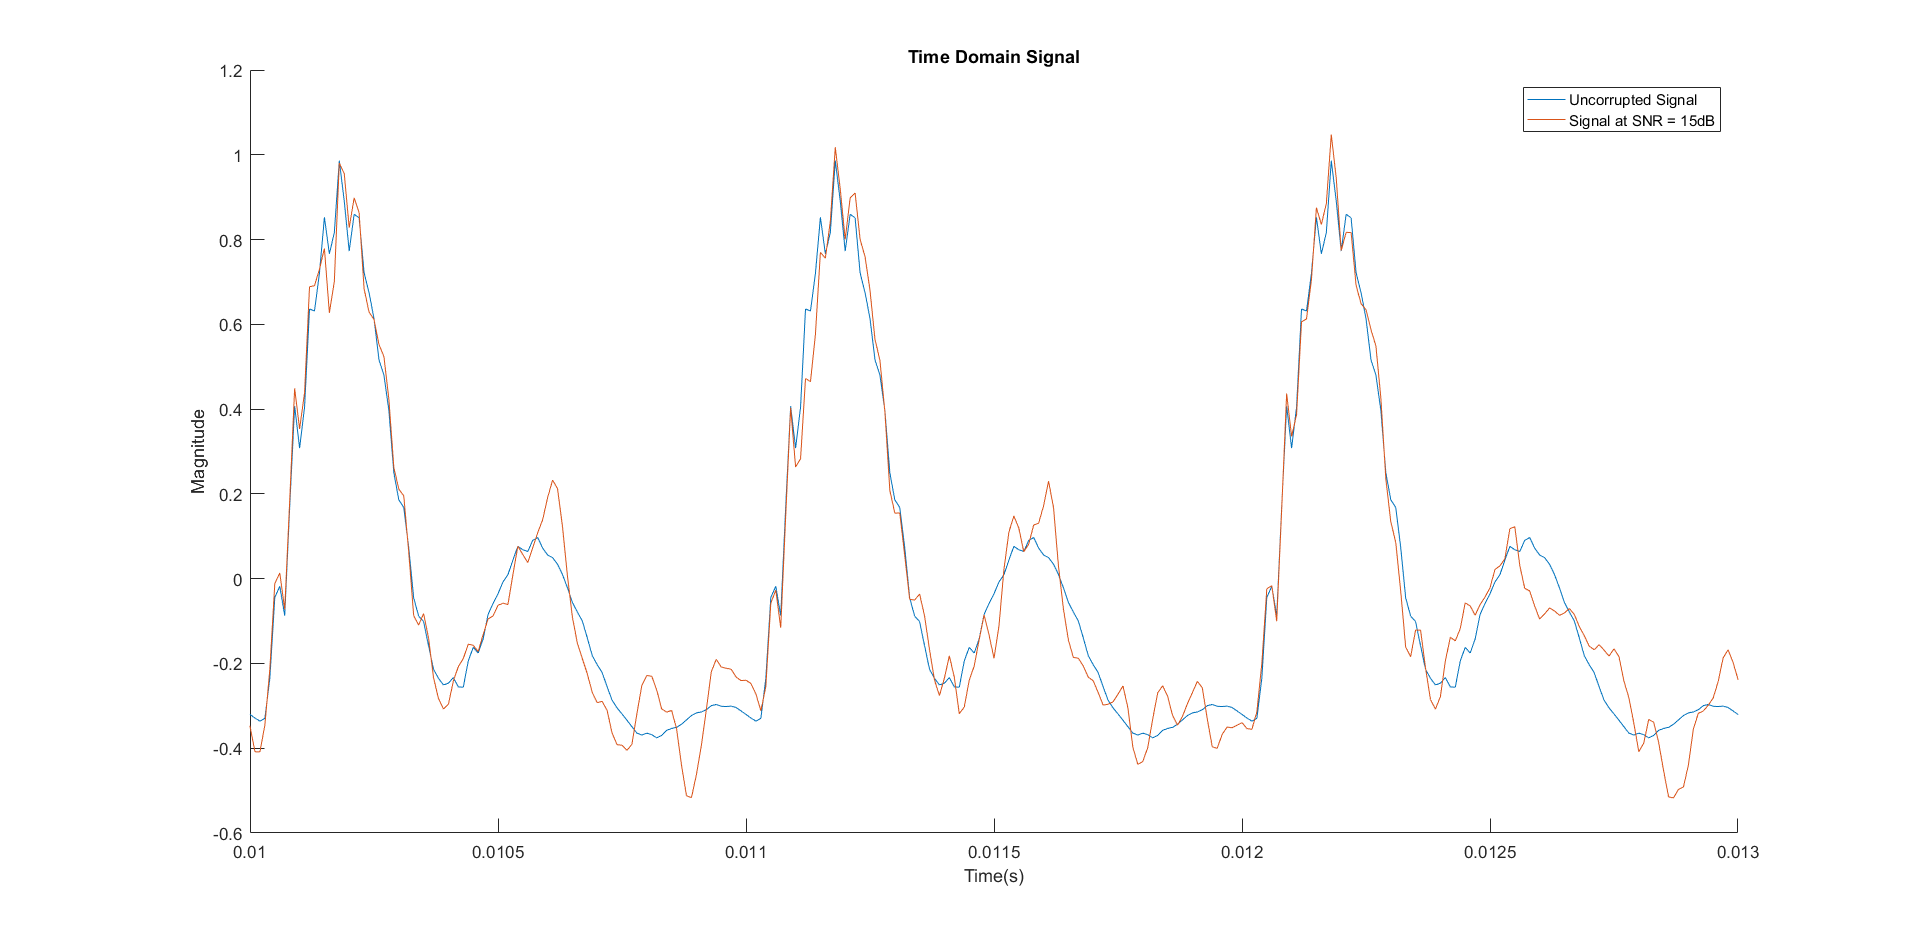 Time Domain Signal
Uncorrupted Signal
Signal at SNR = 15dB
1.2
1
0.8
0.6
0.4
0.2
0
-0.2
-0.4
-0.6
Magnitude
0.01 0.0105 0.011 0.0115 0.012 0.0125 0.013
Time(s)